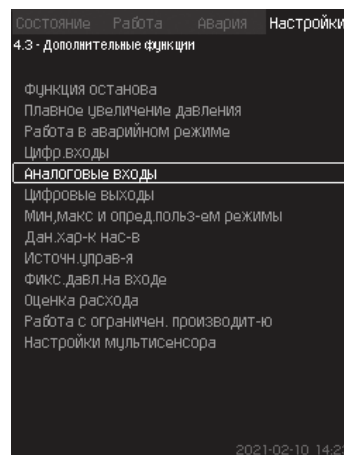 Состояние Работа Авария Настройки
4.3 - Дополнительные функции
Функция останова
Плавное увеличение давления
Работа в аварийном режиме
Цифр.входы
Аналоговые входы
Цифровые выходы
Мин,макс и опред.польз-ем режимы
Дан.хар-к нас-в
Источн.упрaв-я
Фикс.давл.на входе
Оценка расхода
Работа с ограничен. производит-ю
Настройки мультисенсора
2021-02-10 14:23